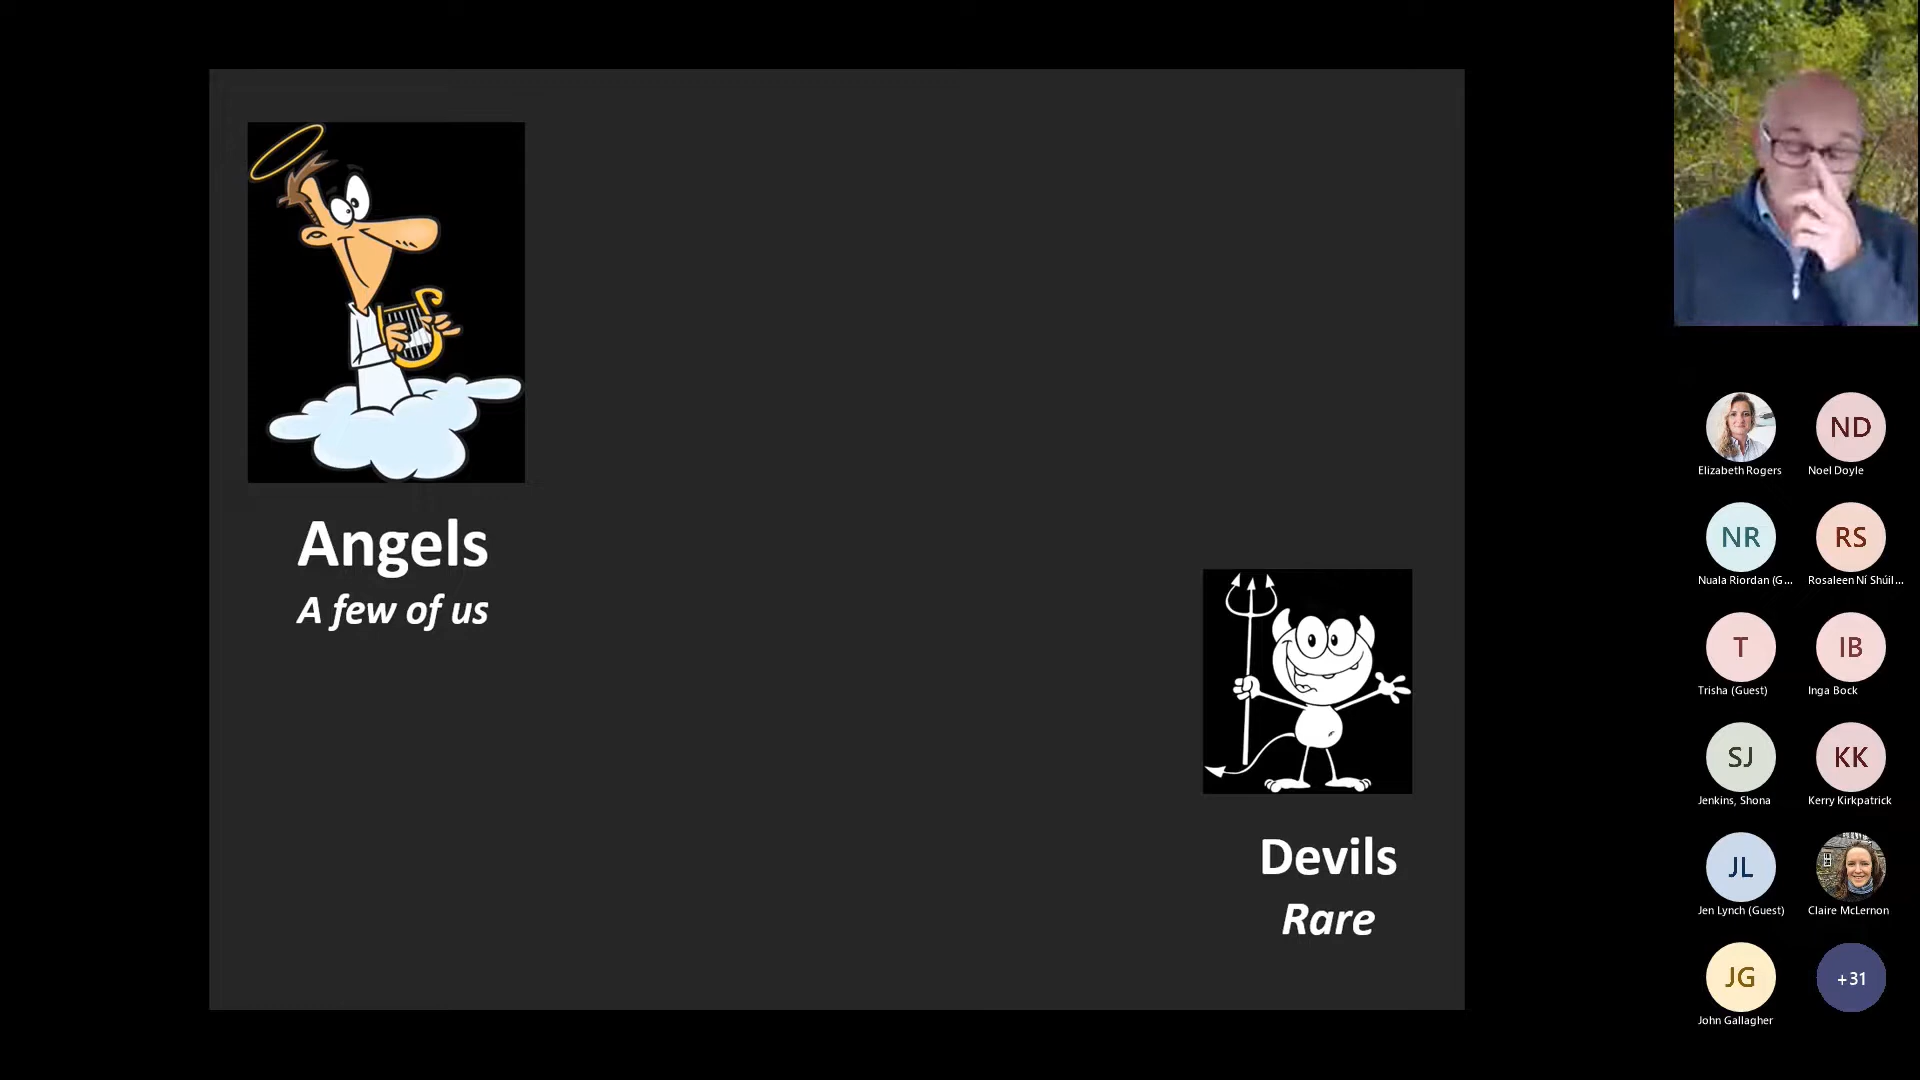 Angels
A few of us
Devils
Rare
Elizabeth Rogers
ND
Noel Doyle
NR
Nuala Riordan (G...
RS
Rosaleen Ní Shúil...
T
Trisha (Guest)
IB
Inga Bock
SJ
Jenkins, Shona
KK
Kerry Kirkpatrick
JL
Jen Lynch (Guest)
Claire McLernon
JG
John Gallagher
+31